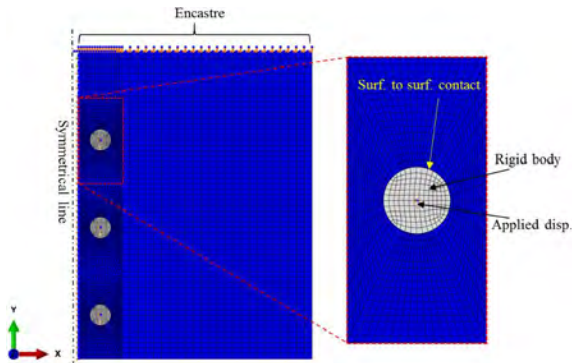 Encastre
Surf. to surf. contact
Symmetrical line
Rigid body
Applied disp.
Y
X